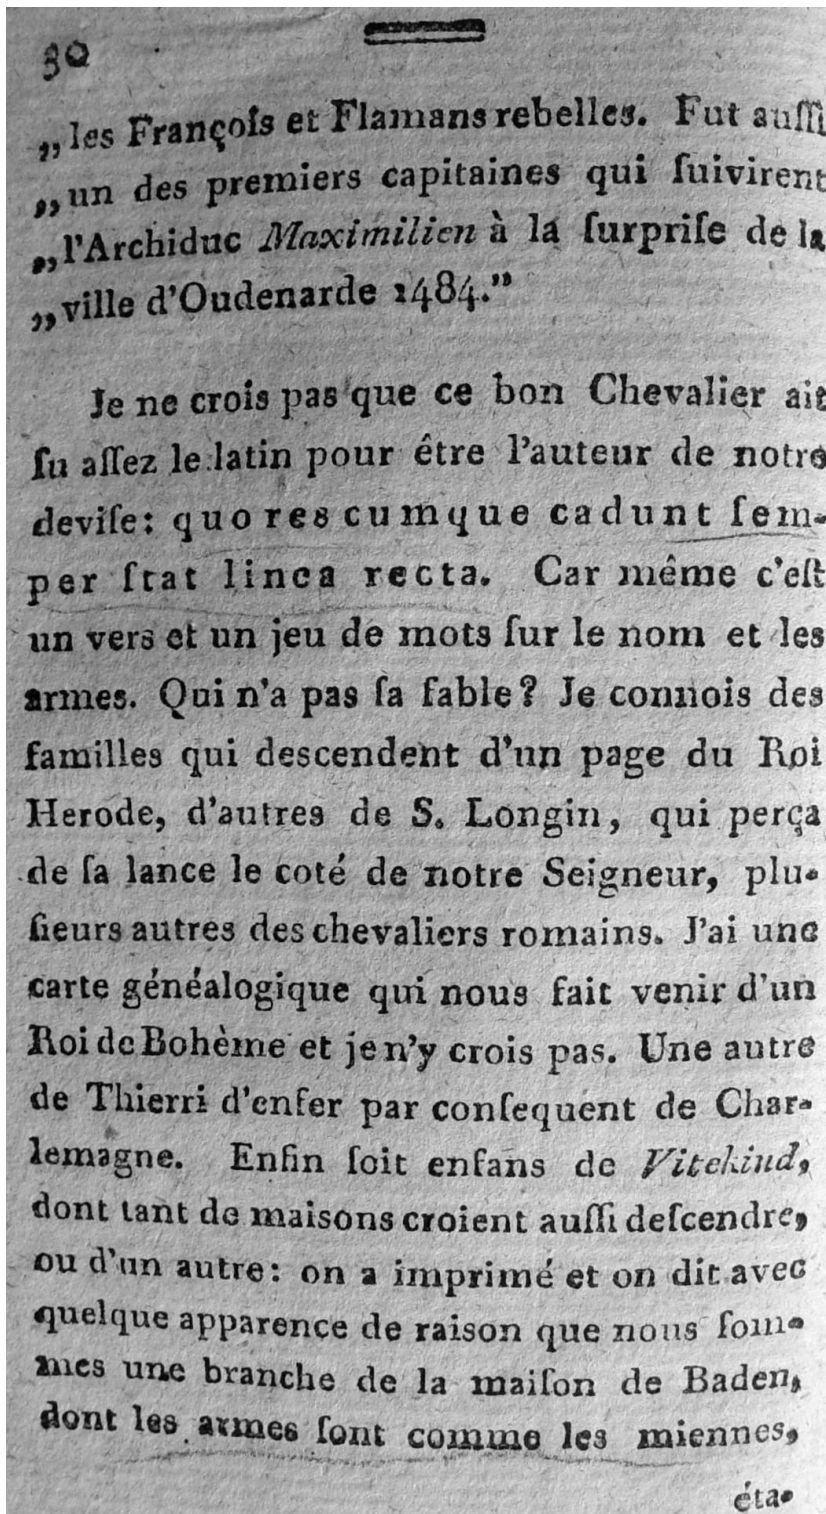 30
„les François et Flamans rebelles. Fut auſſi
„un des premiers capitaines qui ſuivirent
„l'Archiduc Maximilien à la ſurpriſe de la
„ville d'Oudenarde 1484."
Je ne crois pas que ce bon Chevalier ait
ſu aſſez le latin pour être l'auteur de notre
deviſe: quo res cumque cadunt ſem-
per ſtat linea recta. Car même c'eſt
un vers et un jeu de mots ſur le nom et les
armes. Qui n'a pas ſa fable? Je connois des
familles qui descendent d'un page du Roi
Herode, d'autres de S. Longin, qui perça
de ſa lance le coté de notre Seigneur, plu-
ſieurs autres des chevaliers romains. J'ai une
carte généalogique qui nous fait venir d'un
Roi de Bohème et je n'y crois pas. Une autre
de Thierri d'enfer par conſequent de Char-
lemagne. Enfin ſoit enfans de Vitekind,
dont tant de maisons croient auſſi deſcendre,
ou d'un autre: on a imprimé et on dit avec
quelque apparence de raison que nous ſom-
mes une branche de la maiſon de Baden,
dont les armes ſont comme les miennes,
éta-